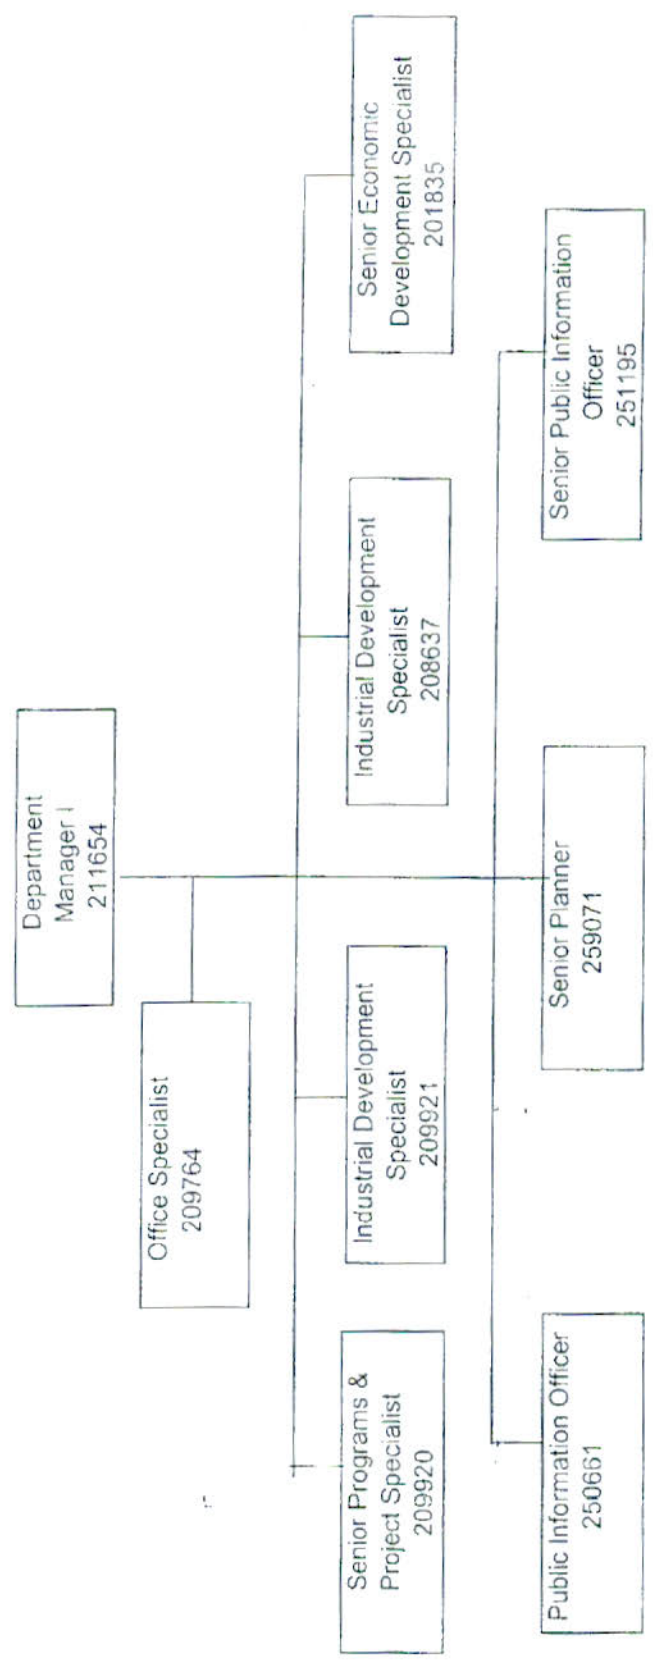 Department
Manager I
211654
Office Specialist
209764
Senior Programs &
Project Specialist
209920
Industrial Development
Specialist
209921
Industrial Development
Specialist
208637
Senior Economic
Development Specialist
201835
Public Information Officer
250661
Senior Planner
259071
Senior Public Information
Officer
251195